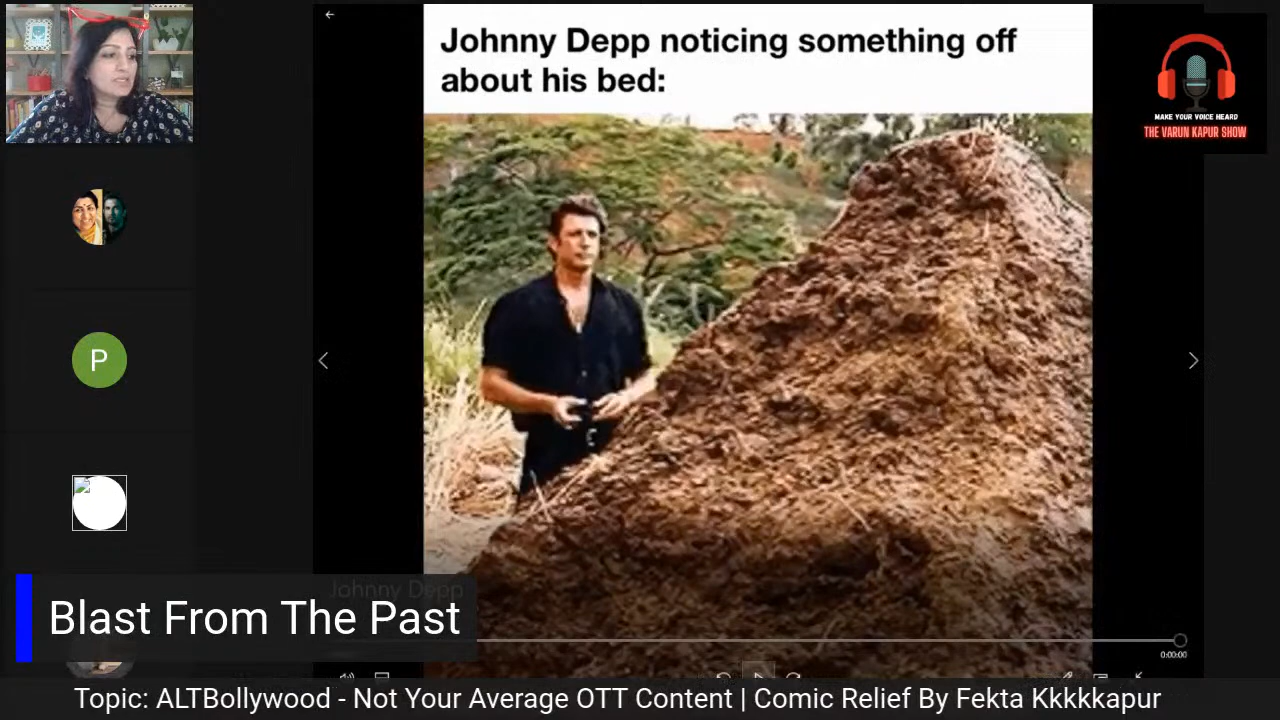 Johnny Depp noticing something off
about his bed:
MAKE YOUR VOICE HEARD
THE VARUN KAPUR SHOW
P
Johnny Depp
Blast From The Past
0:00:00
Topic: ALTBollywood - Not Your Average OTT Content | Comic Relief By Fekta Kkkkkapur